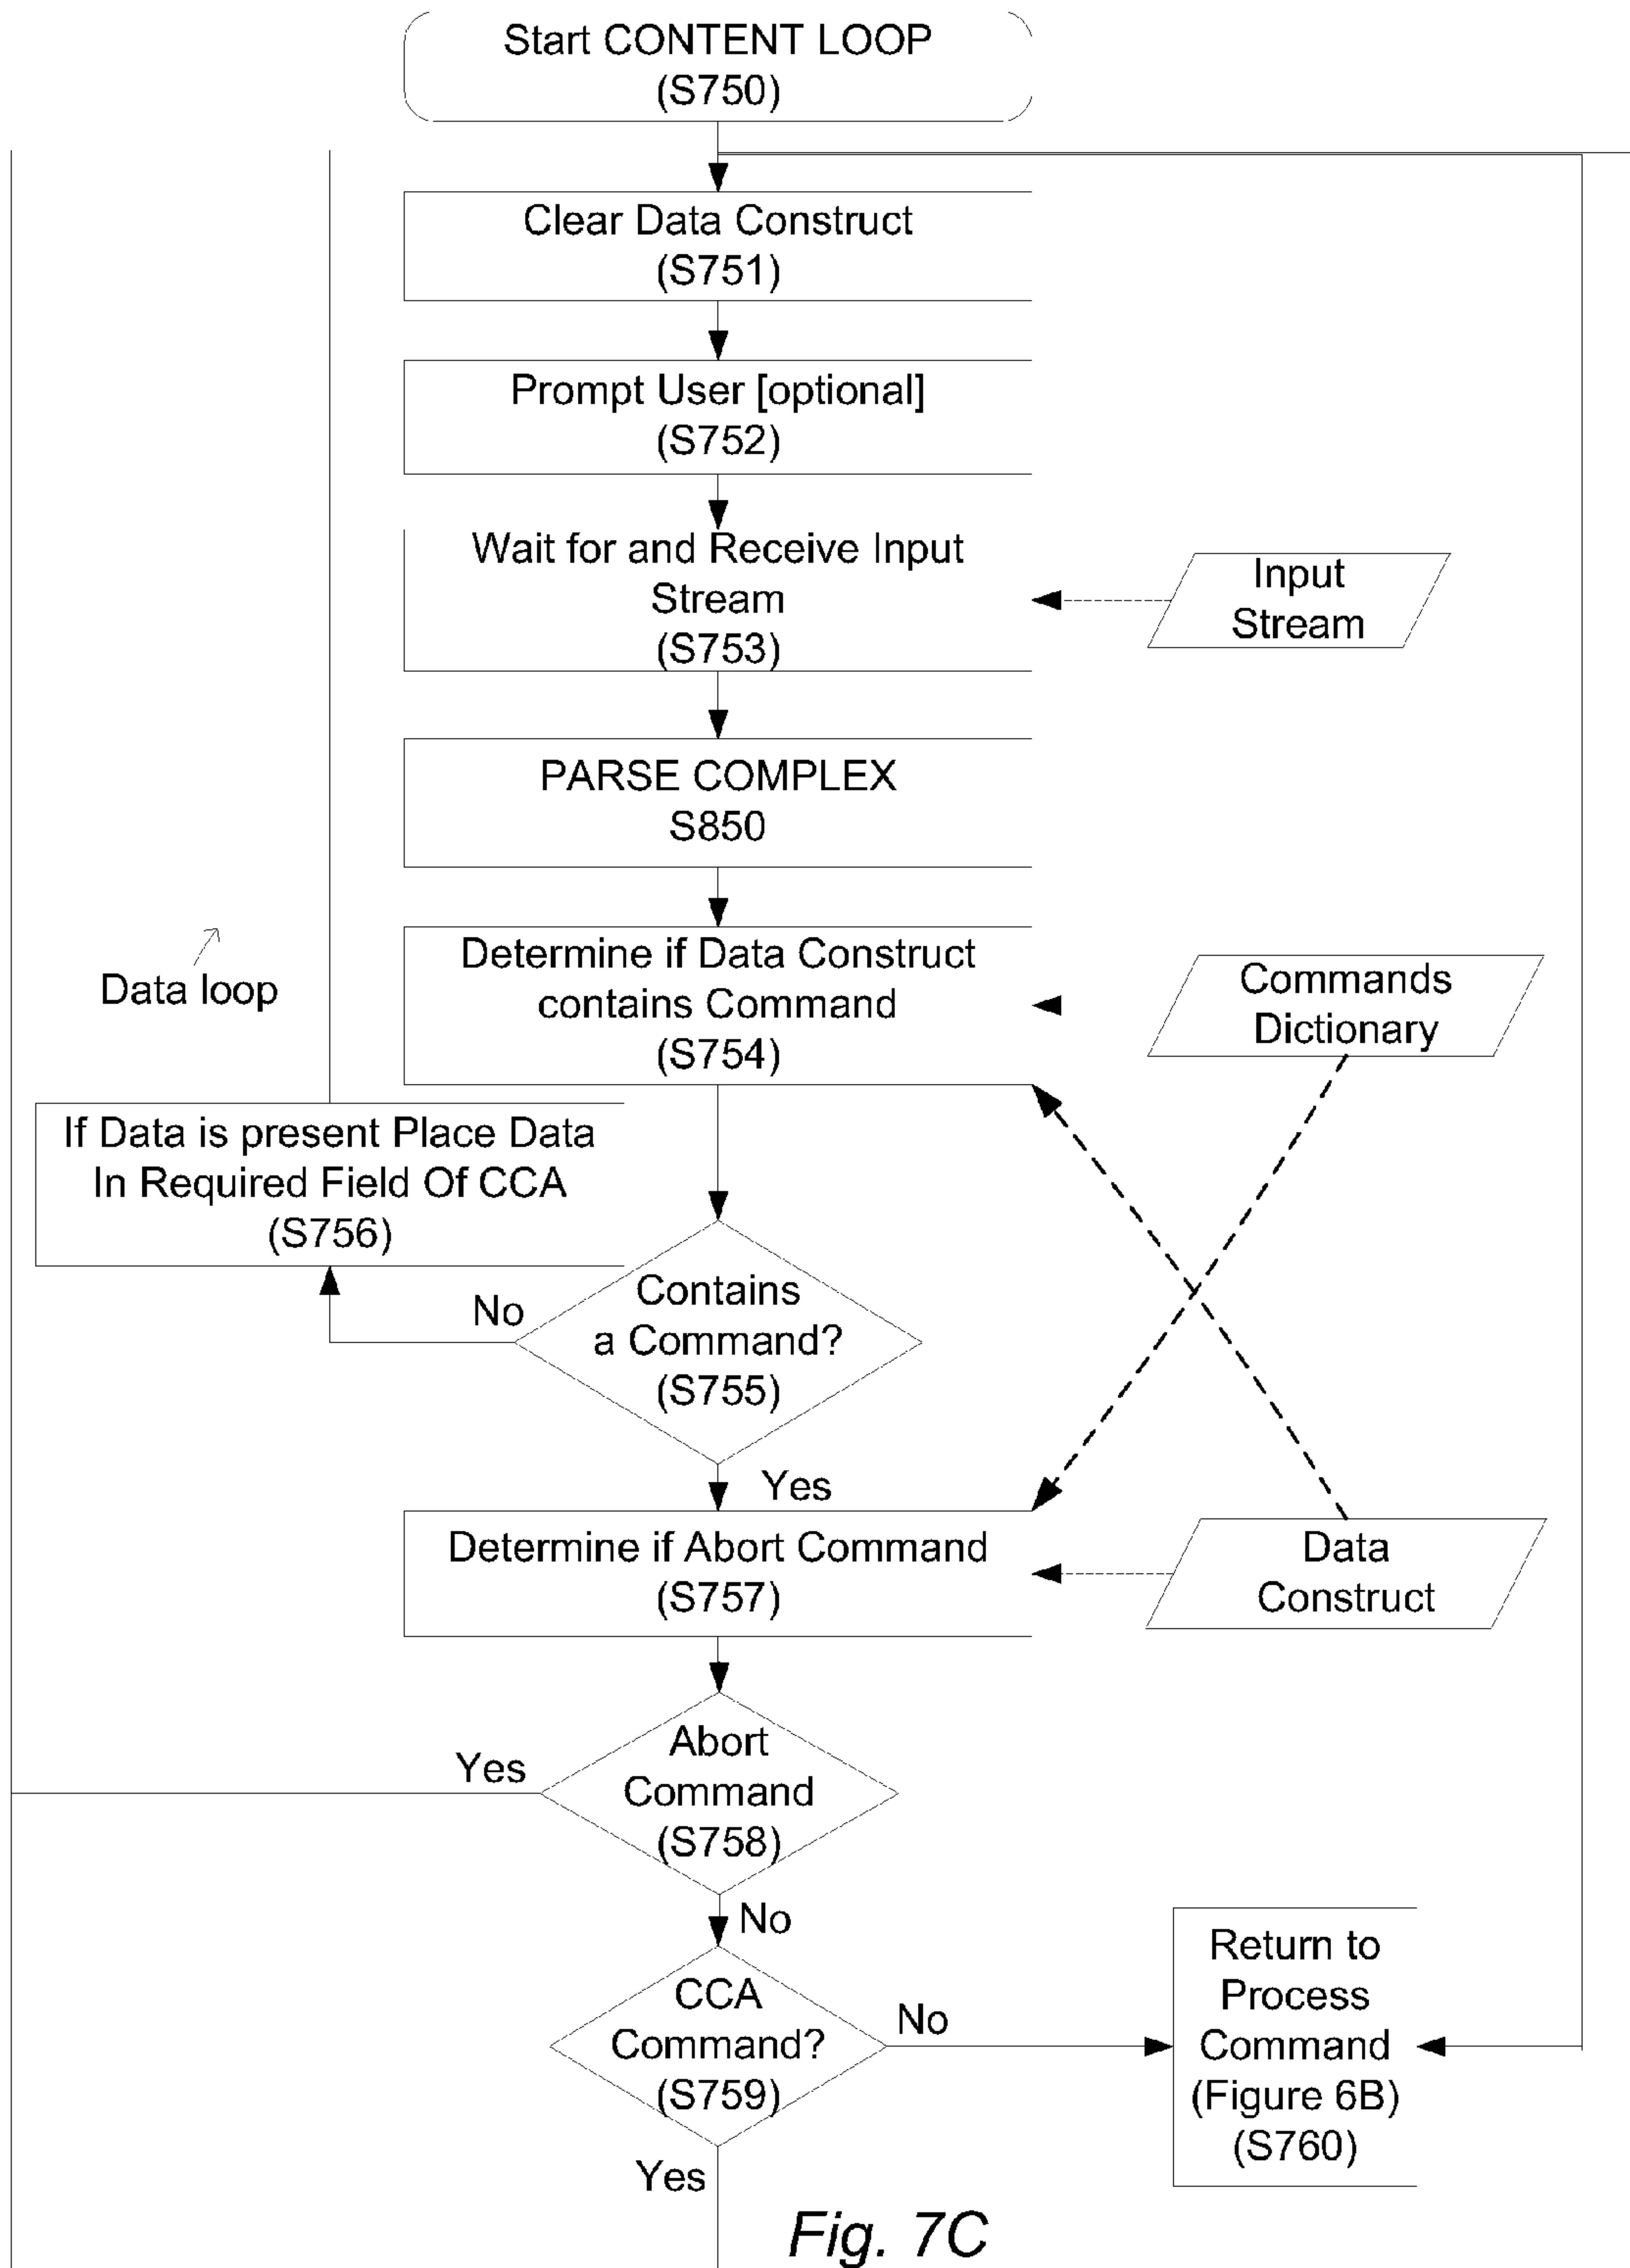 Start CONTENT LOOP
(S750)
Clear Data Construct
(S751)
Prompt User [optional]
(S752)
Wait for and Receive Input
Stream
(S753)
Input
Stream
PARSE COMPLEX
S850
Data loop
Determine if Data Construct
contains Command
(S754)
Commands
Dictionary
If Data is present Place Data
In Required Field Of CCA
(S756)
No
Contains
a Command?
(S755)
Yes
Determine if Abort Command
(S757)
Data
Construct
Yes
Abort
Command
(S758)
No
CCA
Command?
(S759)
No
Return to
Process
Command
(Figure 6B)
(S760)
Yes
Fig. 7C